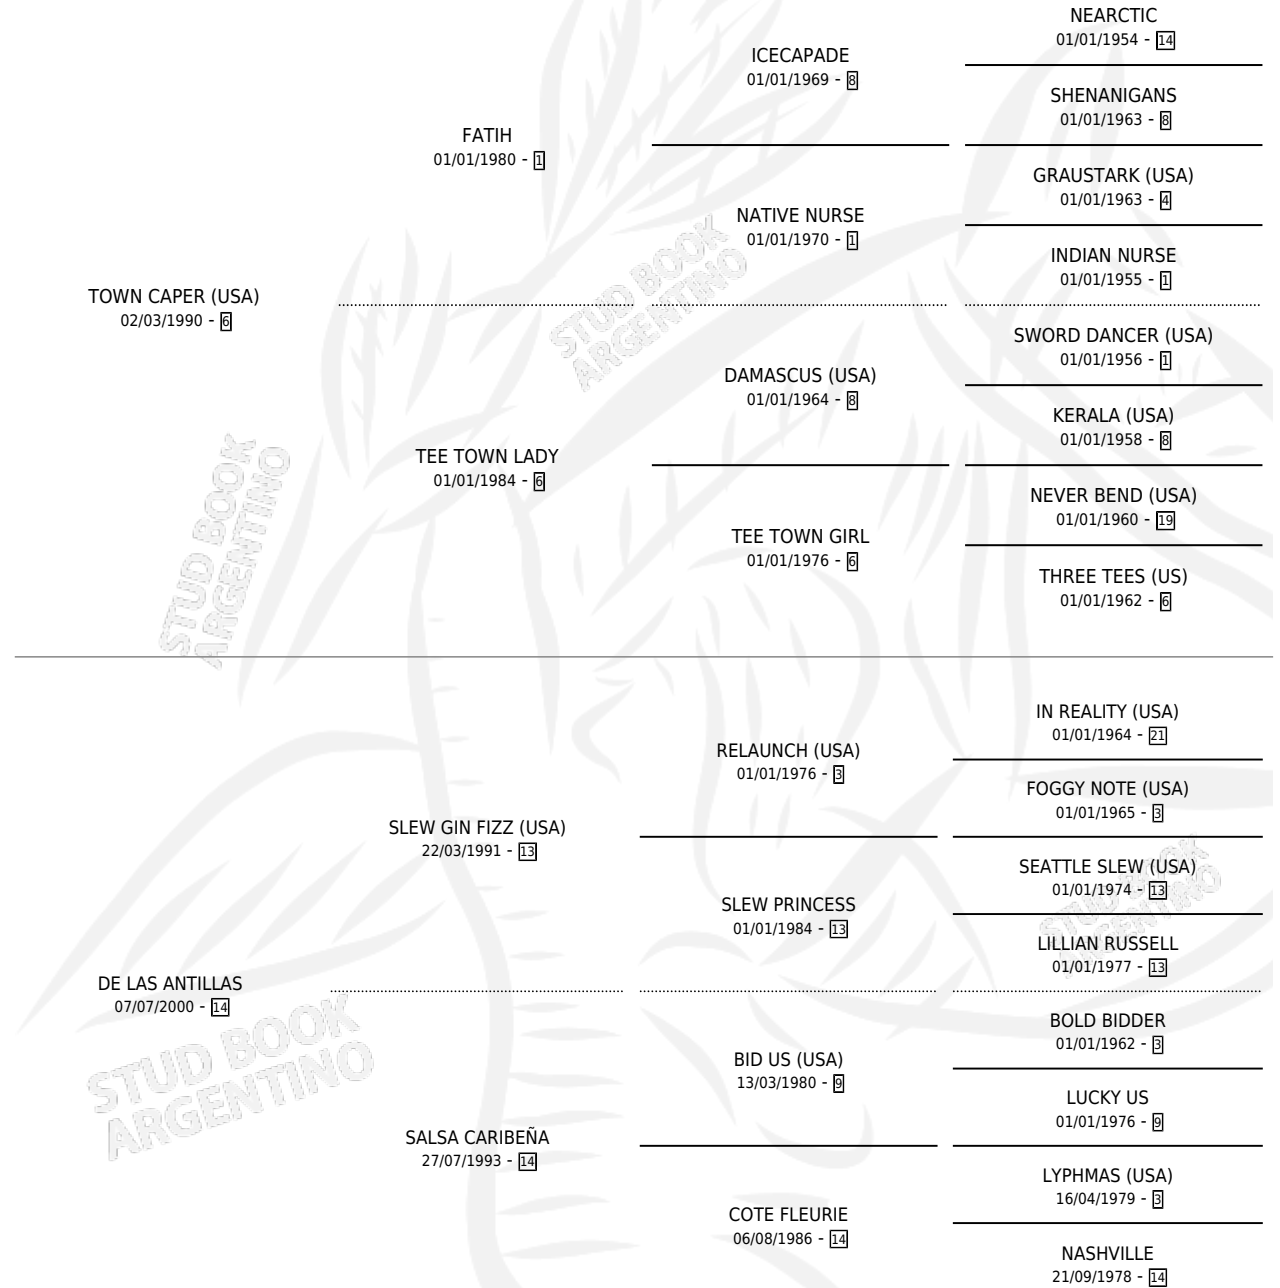 NEARCTIC
01/01/1954 - 14
ICECAPADE
01/01/1969 - 8
SHENANIGANS
01/01/1963 - 8
FATIH
01/01/1980 - 1
GRAUSTARK (USA)
01/01/1963 - 4
NATIVE NURSE
01/01/1970 - 1
INDIAN NURSE
01/01/1955 - 1
TOWN CAPER (USA)
02/03/1990 - 6
SWORD DANCER (USA)
01/01/1956 - 1
DAMASCUS (USA)
01/01/1964 - 8
KERALA (USA)
01/01/1958 - 8
TEE TOWN LADY
01/01/1984 - 6
NEVER BEND (USA)
01/01/1960 - 19
TEE TOWN GIRL
01/01/1976 - 6
THREE TEES (US)
01/01/1962 - 6
IN REALITY (USA)
01/01/1964 - 21
RELAUNCH (USA)
01/01/1976 - 3
FOGGY NOTE (USA)
01/01/1965 - 3
SLEW GIN FIZZ (USA)
22/03/1991 - 13
SEATTLE SLEW (USA)
01/01/1974 - 13
SLEW PRINCESS
01/01/1984 - 13
LILLIAN RUSSELL
01/01/1977 - 13
DE LAS ANTILLAS
07/07/2000 - 14
BOLD BIDDER
01/01/1962 - 3
BID US (USA)
13/03/1980 - 9
LUCKY US
01/01/1976 - 9
SALSA CARIBEÑA
27/07/1993 - 14
LYPHMAS (USA)
16/04/1979 - 3
COTE FLEURIE
06/08/1986 - 14
NASHVILLE
21/09/1978 - 14
STUD BOOK
ARGENTINO
STUD BOOK
ARGENTINO
STUD BOOK
ARGENTINO
STUD BOOK
ARGENTINO